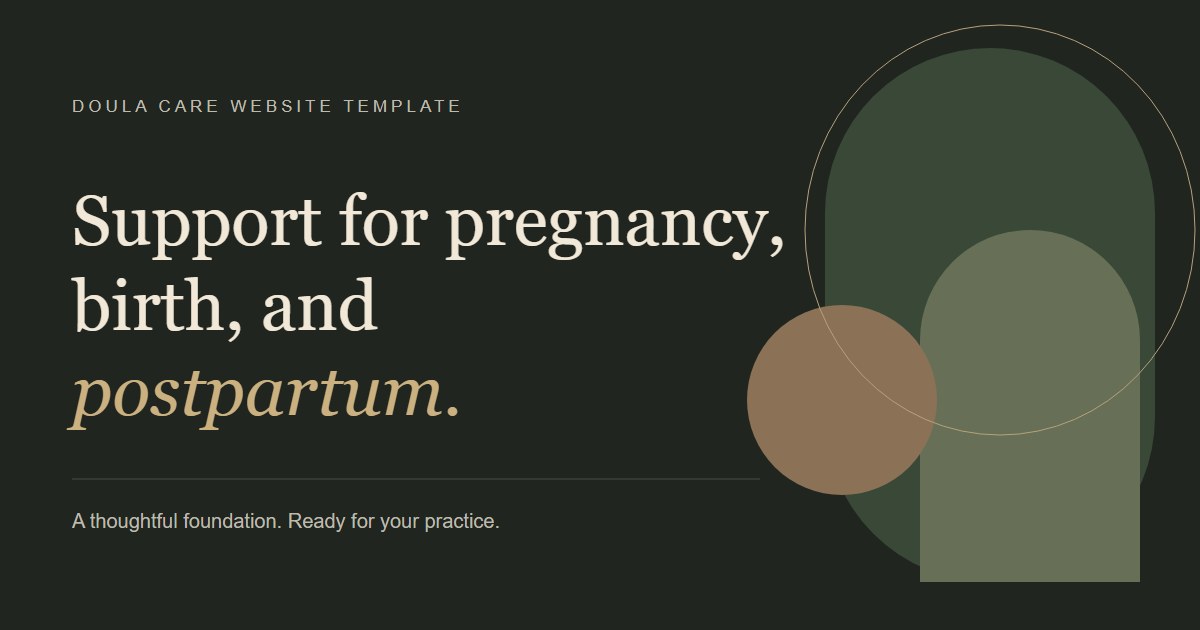 DOULA CARE WEBSITE TEMPLATE
Support for pregnancy,
birth, and
postpartum.
A thoughtful foundation. Ready for your practice.